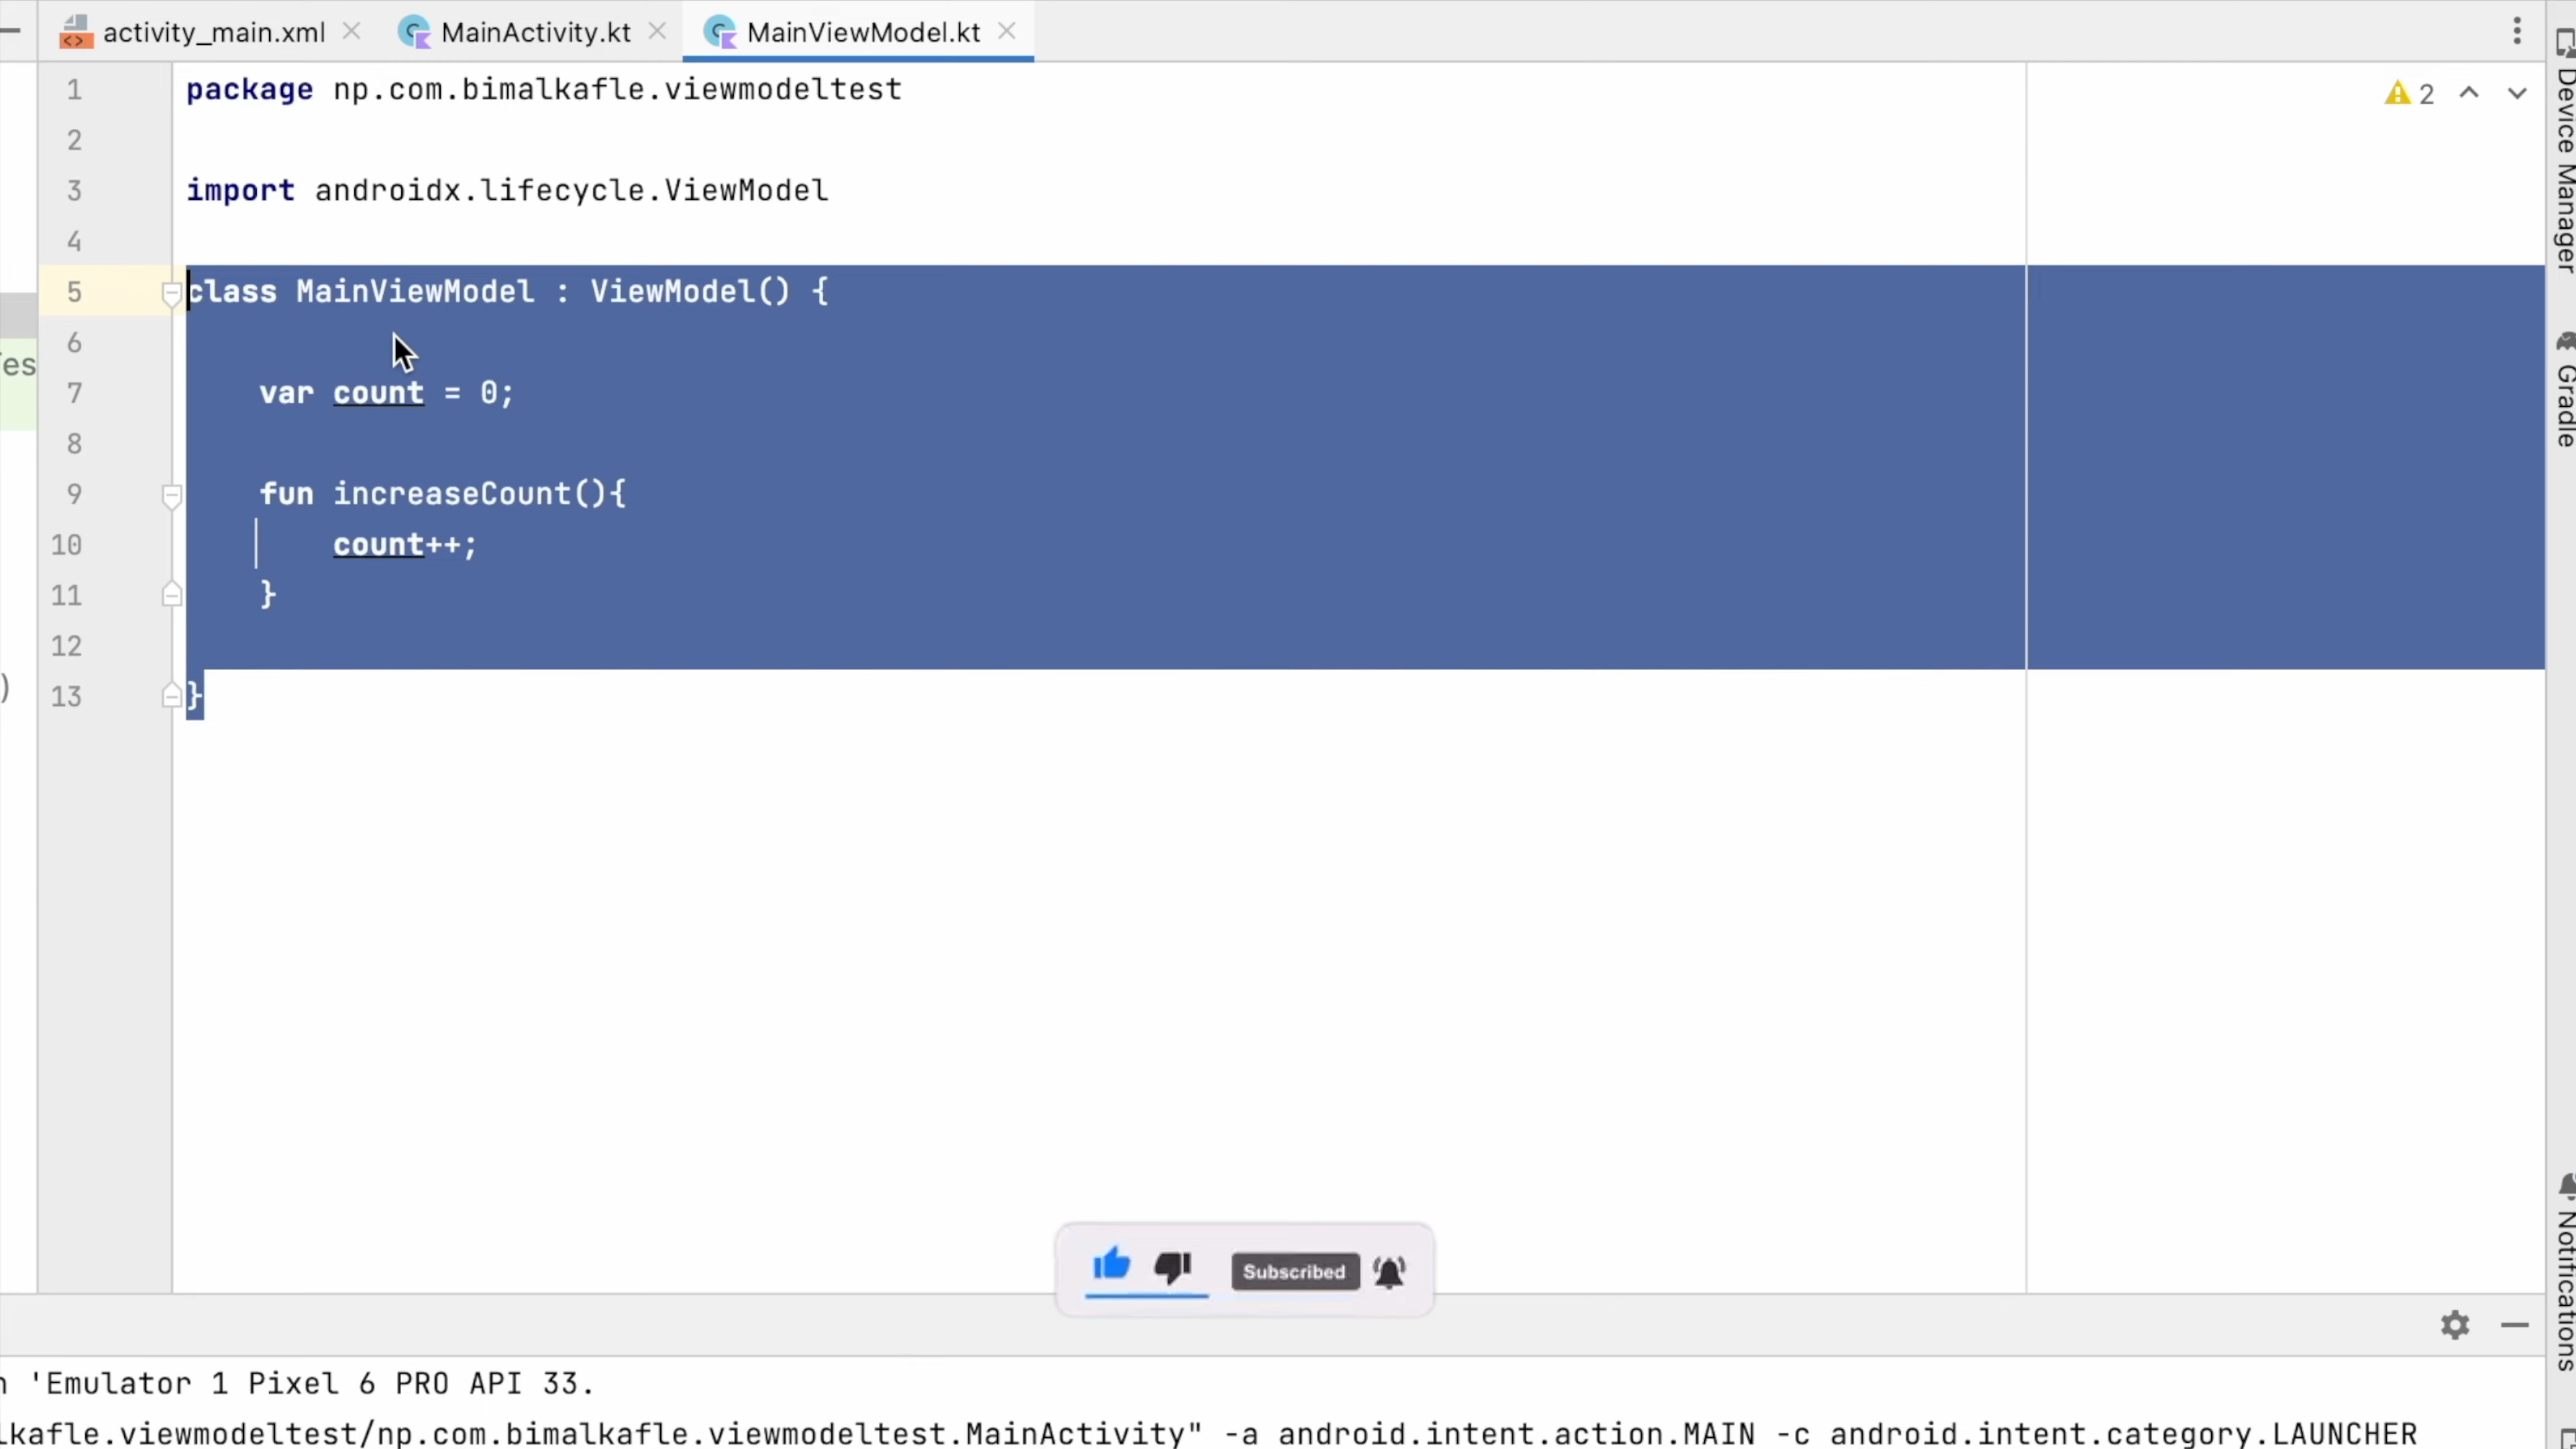 activity_main.xml
MainActivity.kt
MainViewModel.kt
1 package np.com.bimalkafle.viewmodeltest
2
3 import androidx.lifecycle.ViewModel
4
5 class MainViewModel : ViewModel() {
6
7 var count = 0;
8
9 fun increaseCount(){
10 count++;
11 }
12
13 }
2
es
)
Device Manager
Gradle
Notifications
Subscribed
n 'Emulator 1 Pixel 6 PRO API 33.
lkafle.viewmodeltest/np.com.bimalkafle.viewmodeltest.MainActivity" -a android.intent.action.MAIN -c android.intent.category.LAUNCHER